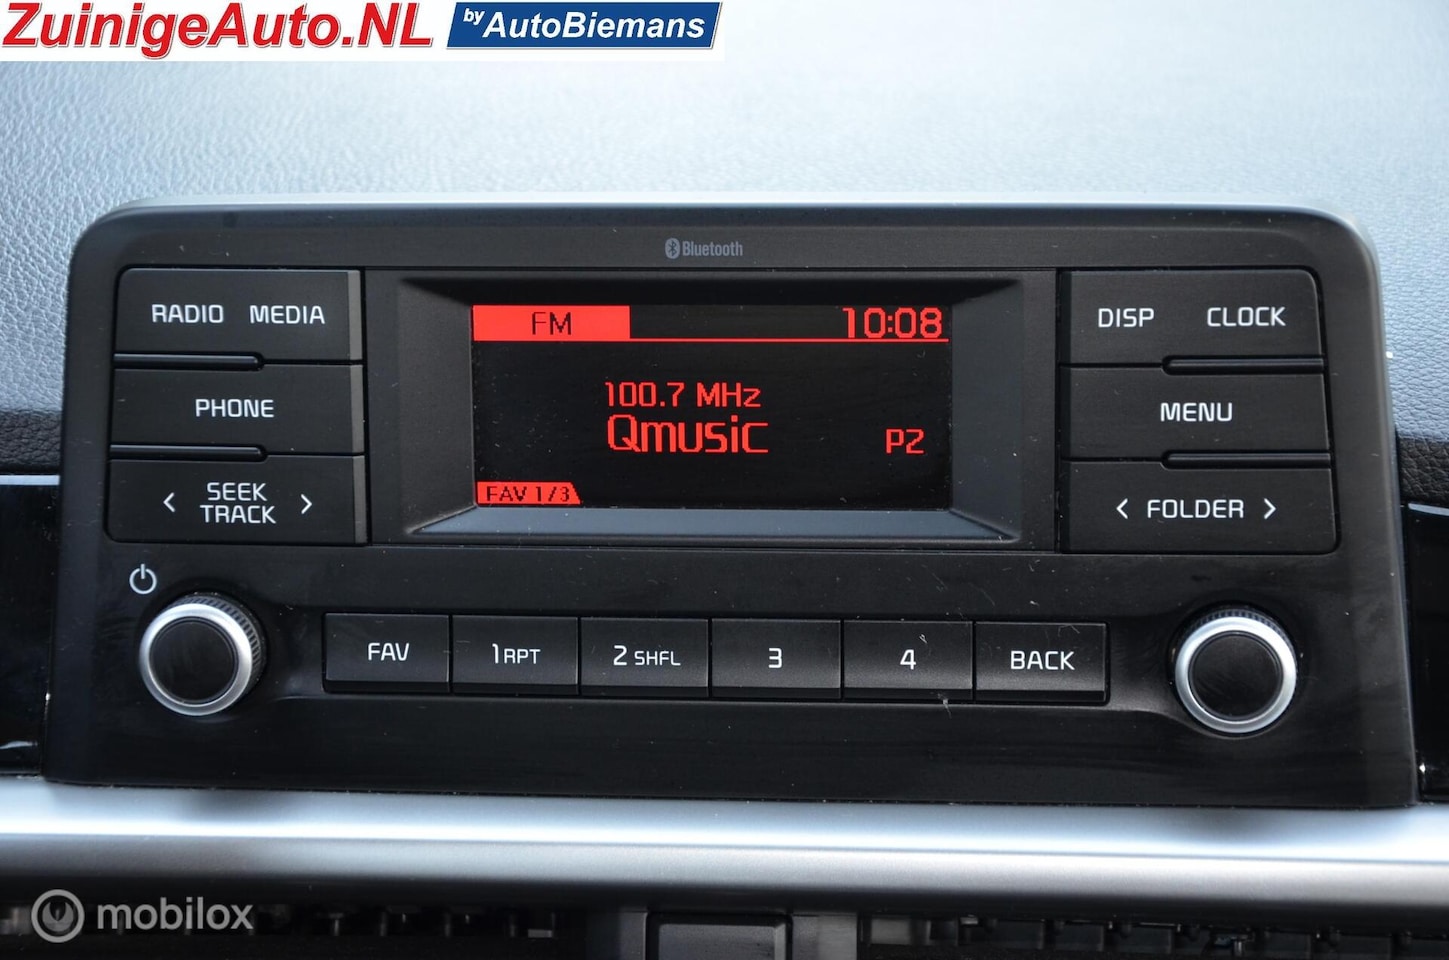 ZuinigeAuto.NL by AutoBiemans
Bluetooth
RADIO MEDIA
PHONE
< SEEK TRACK >
FM 10:08
100.7 MHz
Qmusic P2
FAV 1/3
DISP CLOCK
MENU
< FOLDER >
FAV 1 RPT 2 SHFL 3 4 BACK
mobilox